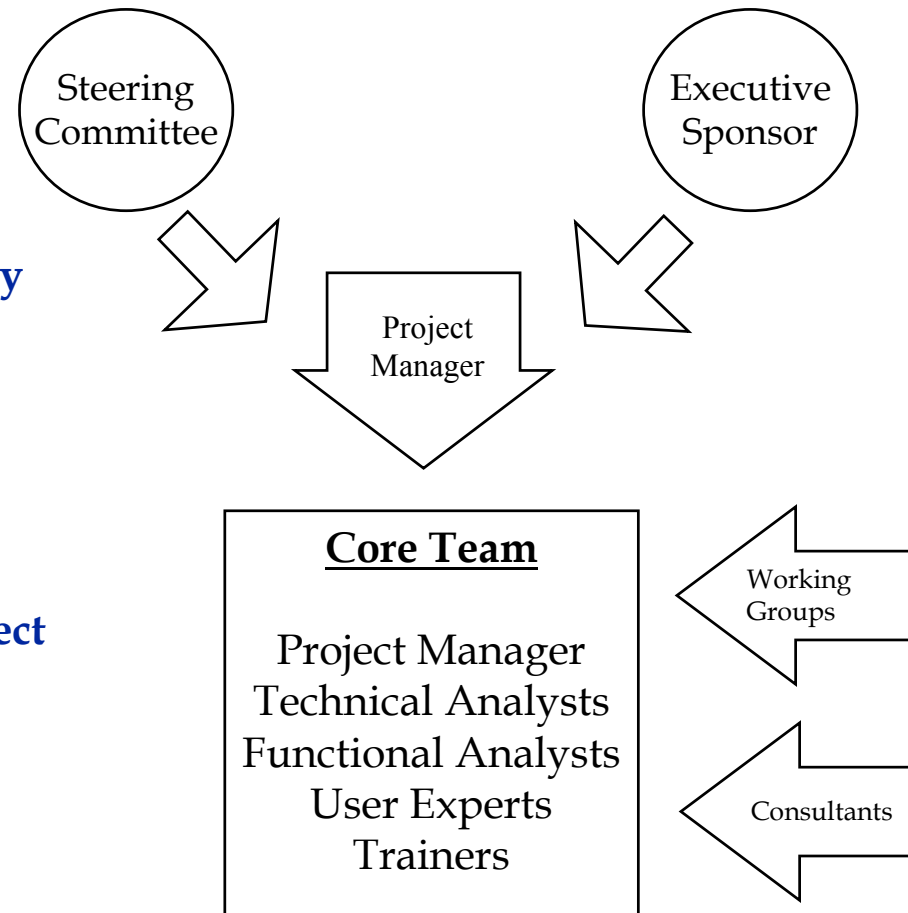 Steering
Committee
Executive
Sponsor
y
Project
Manager
Core Team
ect
Project Manager
Technical Analysts
Functional Analysts
User Experts
Trainers
Working
Groups
Consultants